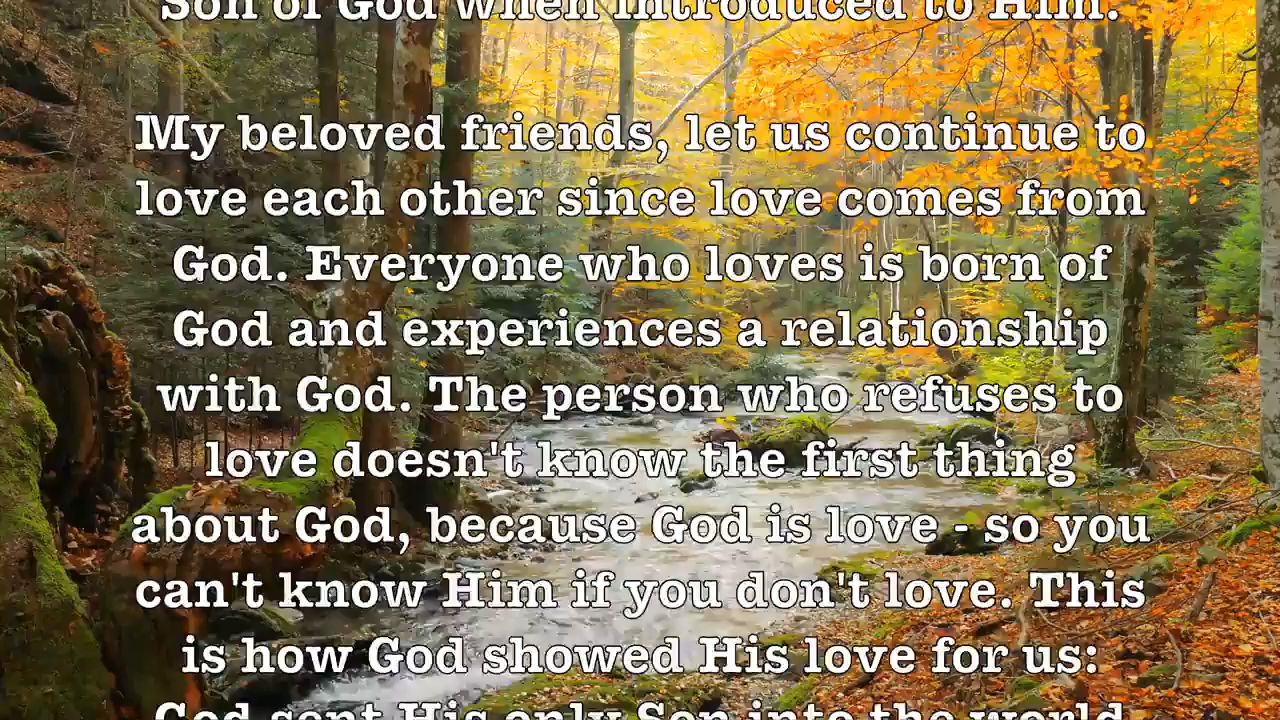 Son of God when introduced to Him.
My beloved friends, let us continue to
love each other since love comes from
God. Everyone who loves is born of
God and experiences a relationship
with God. The person who refuses to
love doesn't know the first thing
about God, because God is love - so you
can't know Him if you don't love. This
is how God showed His love for us:
God sent His only Son into the world